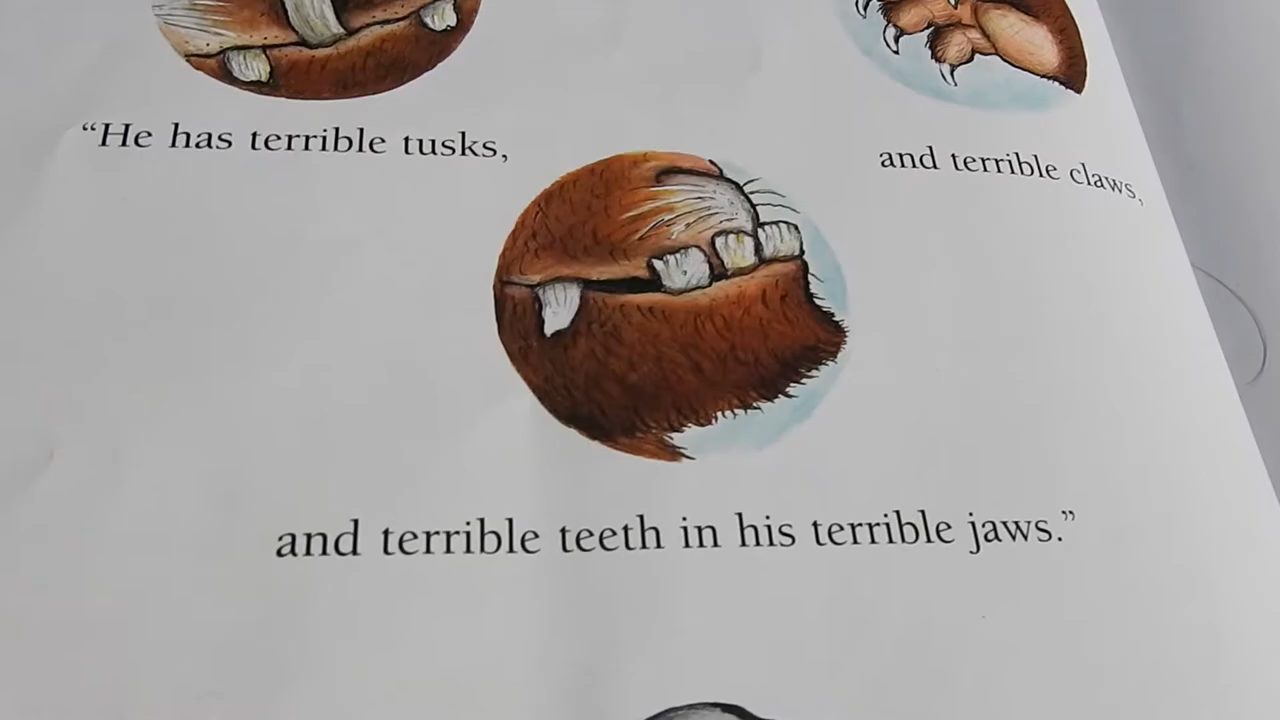 “He has terrible tusks,
and terrible claws,
and terrible teeth in his terrible jaws.”